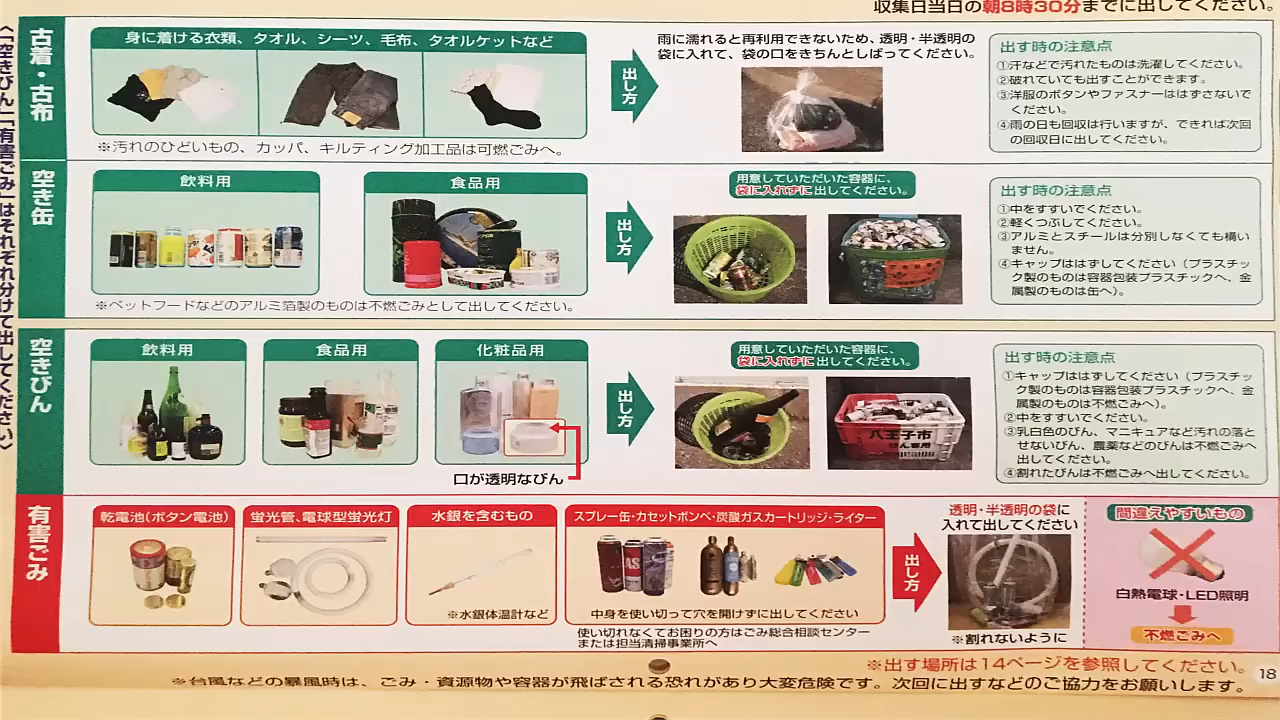 収集日当日の朝8時30分までに出してください。
〈「空きびん」「有害ごみ」はそれぞれ分けて出してください〉
古着・古布
身に着ける衣類、タオル、シーツ、毛布、タオルケットなど
※汚れのひどいもの、カッパ、キルティング加工品は可燃ごみへ。
出し方
雨に濡れると再利用できないため、透明・半透明の
袋に入れて、袋の口をきちんとしばってください。
出す時の注意点
①汗などで汚れたものは洗濯してください。
②破れていても出すことができます。
③洋服のボタンやファスナーははずさないで
ください。
④雨の日も回収は行いますが、できれば次回
の回収日に出してください。
空き缶
飲料用
食品用
※ペットフードなどのアルミ箔製のものは不燃ごみとして出してください。
出し方
用意していただいた容器に、
袋に入れずに出してください。
出す時の注意点
①中をすすいでください。
②軽くつぶしてください。
③アルミとスチールは分別しなくても構い
ません。
④キャップははずしてください（プラスチッ
ク製のものは容器包装プラスチックへ、金
属製のものは缶へ）。
空きびん
飲料用
食品用
化粧品用
口が透明なびん
出し方
用意していただいた容器に、
袋に入れずに出してください。
八王子市
びん専用
出す時の注意点
①キャップははずしてください（プラスチッ
ク製のものは容器包装プラスチックへ、金
属製のものは不燃ごみへ）。
②中をすすいでください。
③乳白色のびん、マニキュアなど汚れの落と
せないびん、農薬などのびんは不燃ごみへ
出してください。
④割れたびんは不燃ごみへ出してください。
有害ごみ
乾電池（ボタン電池）
蛍光管、電球型蛍光灯
水銀を含むもの
※水銀体温計など
スプレー缶・カセットボンベ・炭酸ガスカートリッジ・ライター
中身を使い切って穴を開けずに出してください
使い切れなくてお困りの方はごみ総合相談センター
または担当清掃事業所へ
出し方
透明・半透明の袋に
入れて出してください
※割れないように
間違えやすいもの
白熱電球・LED照明
不燃ごみへ
※出す場所は14ページを参照してください。
※台風などの暴風時は、ごみ・資源物や容器が飛ばされる恐れがあり大変危険です。次回に出すなどのご協力をお願いします。
18